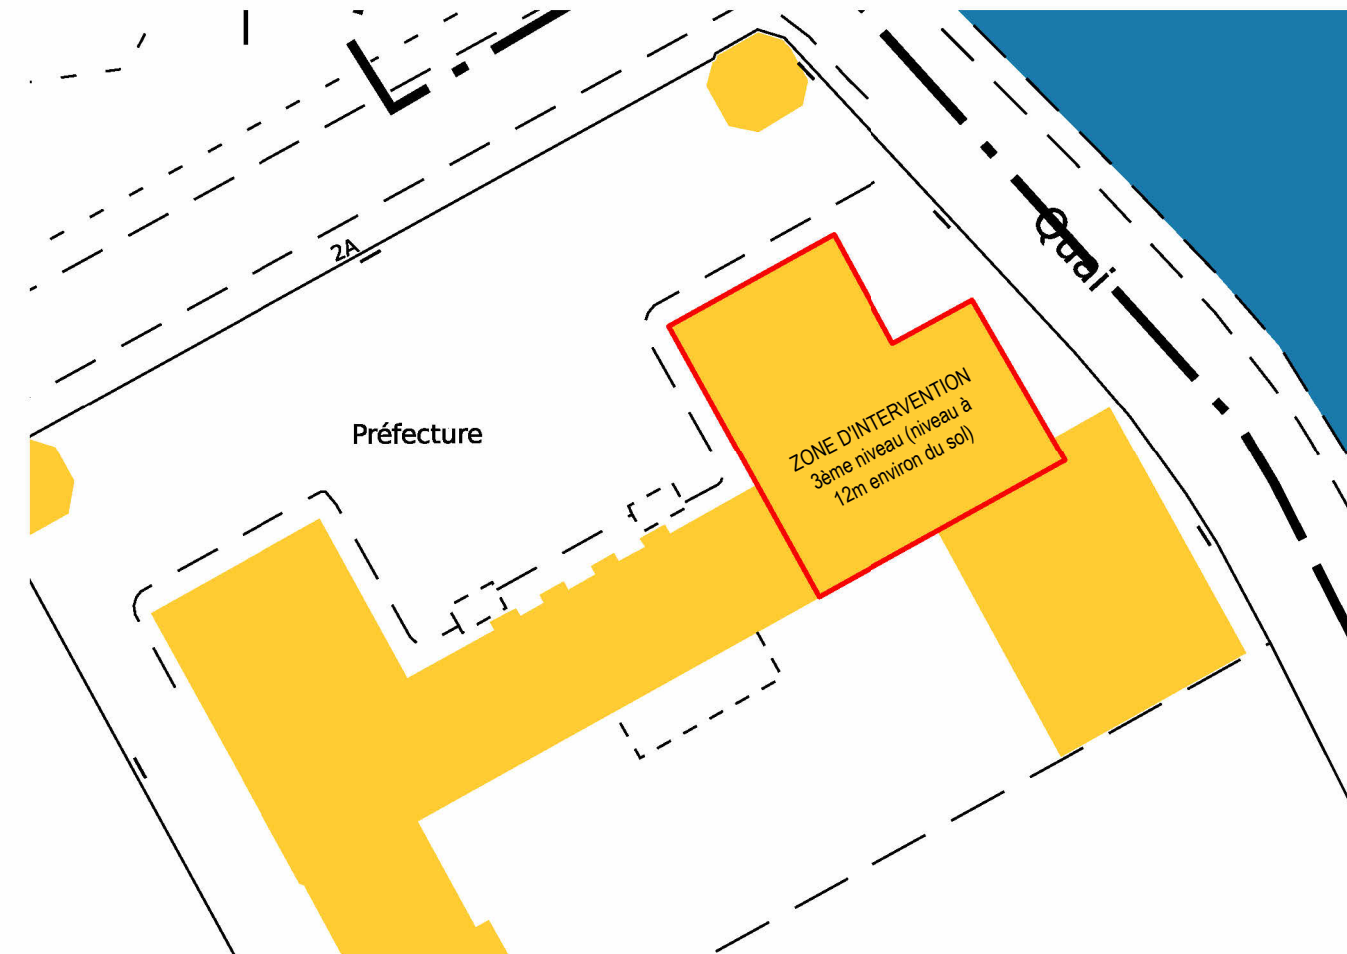 2A
Quai
ZONE D'INTERVENTION
3ème niveau (niveau à
12m environ du sol)
Préfecture